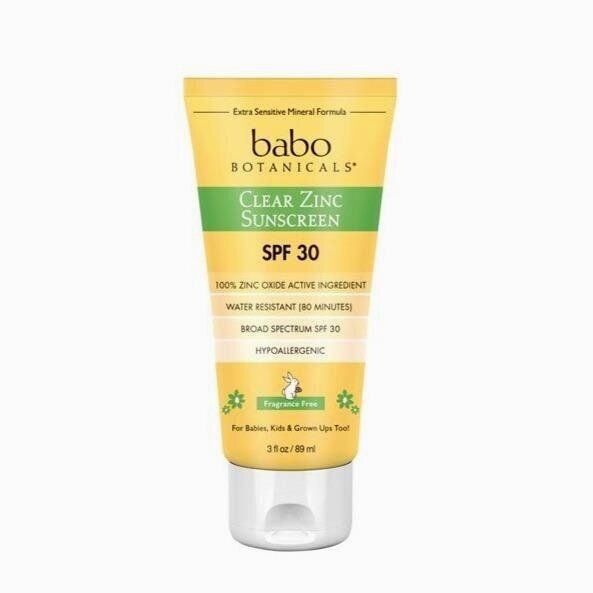 Extra Sensitive Mineral Formula
babo
BOTANICALS®
CLEAR ZINC
SUNSCREEN
SPF 30
100% ZINC OXIDE ACTIVE INGREDIENT
WATER RESISTANT (80 MINUTES)
BROAD SPECTRUM SPF 30
HYPOALLERGENIC
Fragrance Free
For Babies, Kids & Grown Ups Too!
3 fl oz / 89 ml